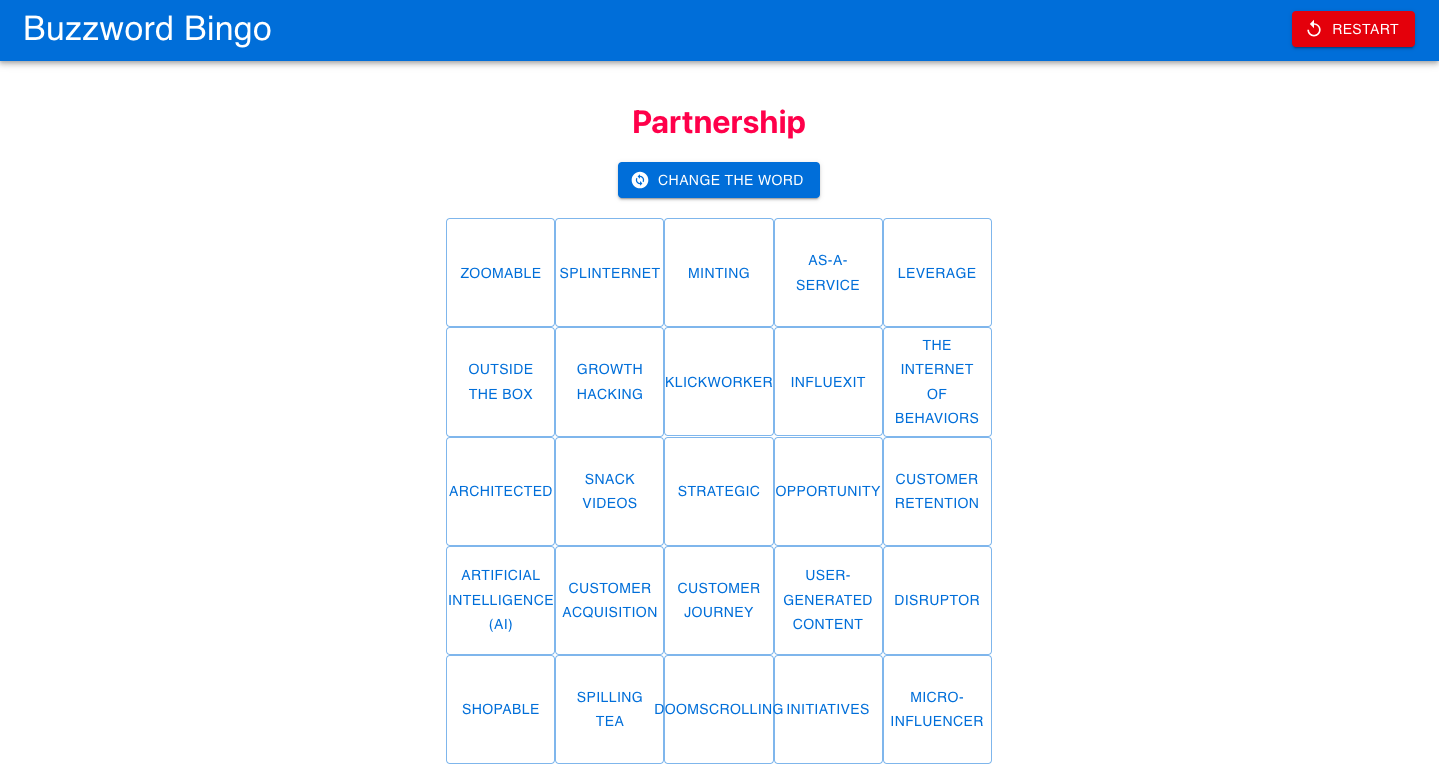 Buzzword Bingo
RESTART
Partnership
CHANGE THE WORD
ZOOMABLE
SPLINTERNET
MINTING
AS-A-
SERVICE
LEVERAGE
OUTSIDE
THE BOX
GROWTH
HACKING
KLICKWORKER
INFLUEXIT
THE
INTERNET
OF
BEHAVIORS
ARCHITECTED
SNACK
VIDEOS
STRATEGIC
OPPORTUNITY
CUSTOMER
RETENTION
ARTIFICIAL
INTELLIGENCE
(AI)
CUSTOMER
ACQUISITION
CUSTOMER
JOURNEY
USER-
GENERATED
CONTENT
DISRUPTOR
SHOPABLE
SPILLING
TEA
DOOMSCROLLING
INITIATIVES
MICRO-
INFLUENCER